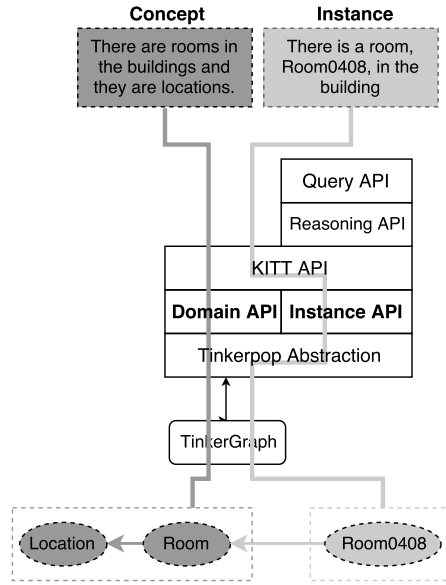 Concept
Instance
There are rooms in
the buildings and
they are locations.
There is a room,
Room0408, in the
building
Query API
Reasoning API
KITT API
Domain API
Instance API
Tinkerpop Abstraction
TinkerGraph
Location
Room
Room0408